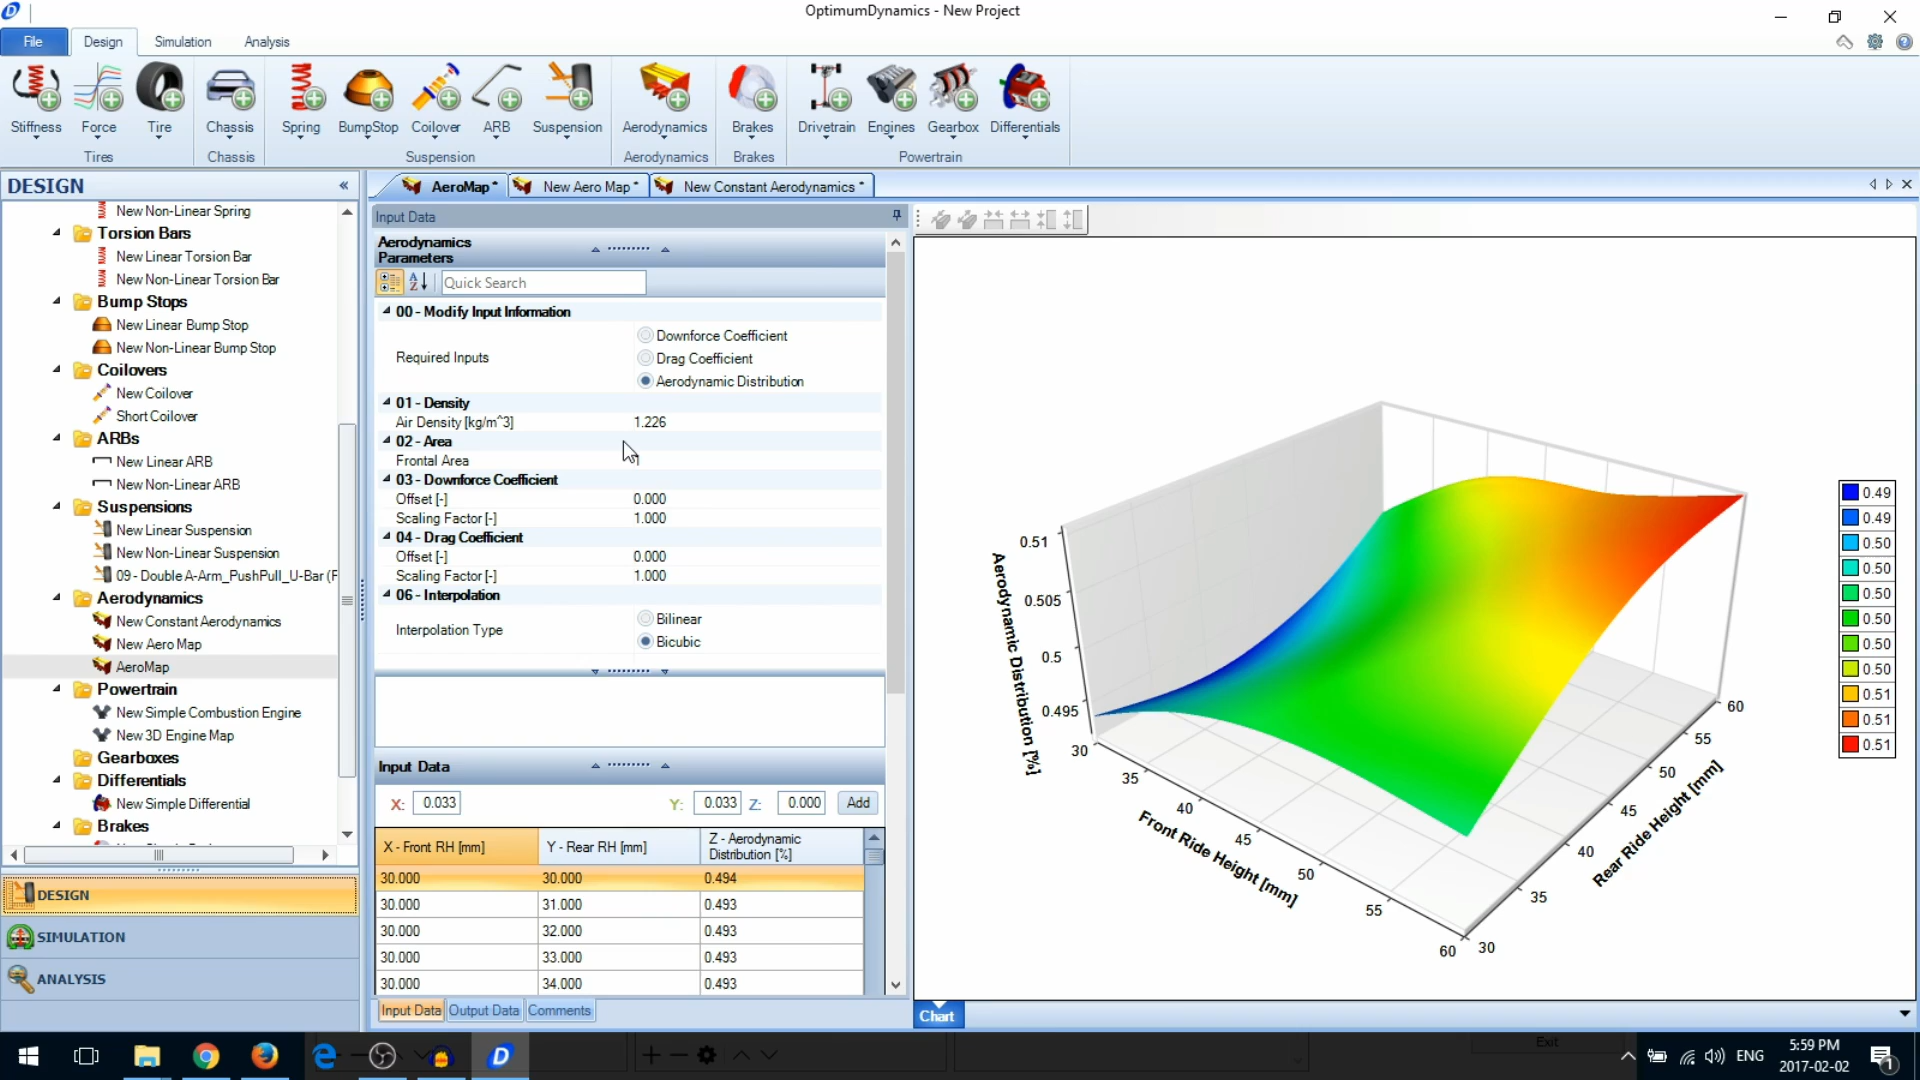 OptimumDynamics - New Project
File
Design
Simulation
Analysis
Stiffness
Force
Tire
Chassis
Spring
BumpStop
Coilover
ARB
Suspension
Aerodynamics
Brakes
Drivetrain
Engines
Gearbox
Differentials
Tires
Chassis
Suspension
Aerodynamics
Brakes
Powertrain
DESIGN
New Non-Linear Spring
Torsion Bars
New Linear Torsion Bar
New Non-Linear Torsion Bar
Bump Stops
New Linear Bump Stop
New Non-Linear Bump Stop
Coilovers
New Coilover
Short Coilover
ARBs
New Linear ARB
New Non-Linear ARB
Suspensions
New Linear Suspension
New Non-Linear Suspension
09 - Double A-Arm_PushPull_U-Bar (F
Aerodynamics
New Constant Aerodynamics
New Aero Map
AeroMap
Powertrain
New Simple Combustion Engine
New 3D Engine Map
Gearboxes
Differentials
New Simple Differential
Brakes
DESIGN
SIMULATION
ANALYSIS
AeroMap *
New Aero Map *
New Constant Aerodynamics *
Input Data
Aerodynamics
Parameters
Quick Search
00 - Modify Input Information
Required Inputs
Downforce Coefficient
Drag Coefficient
Aerodynamic Distribution
01 - Density
Air Density [kg/m^3] 1.226
02 - Area
Frontal Area 1
03 - Downforce Coefficient
Offset [-] 0.000
Scaling Factor [-] 1.000
04 - Drag Coefficient
Offset [-] 0.000
Scaling Factor [-] 1.000
06 - Interpolation
Interpolation Type
Bilinear
Bicubic
Input Data
X: 0.033 Y: 0.033 Z: 0.000 Add
X - Front RH [mm] Y - Rear RH [mm] Z - Aerodynamic
Distribution [%]
30.000 30.000 0.494
30.000 31.000 0.493
30.000 32.000 0.493
30.000 33.000 0.493
30.000 34.000 0.493
Input Data Output Data Comments
Aerodynamic Distribution [%]
0.51
0.505
0.5
0.495
Front Ride Height [mm]
30
35
40
45
50
55
60
Rear Ride Height [mm]
30
35
40
45
50
55
60
0.49
0.49
0.50
0.50
0.50
0.50
0.50
0.50
0.51
0.51
0.51
Chart
Exit
ENG
5:59 PM
2017-02-02
1